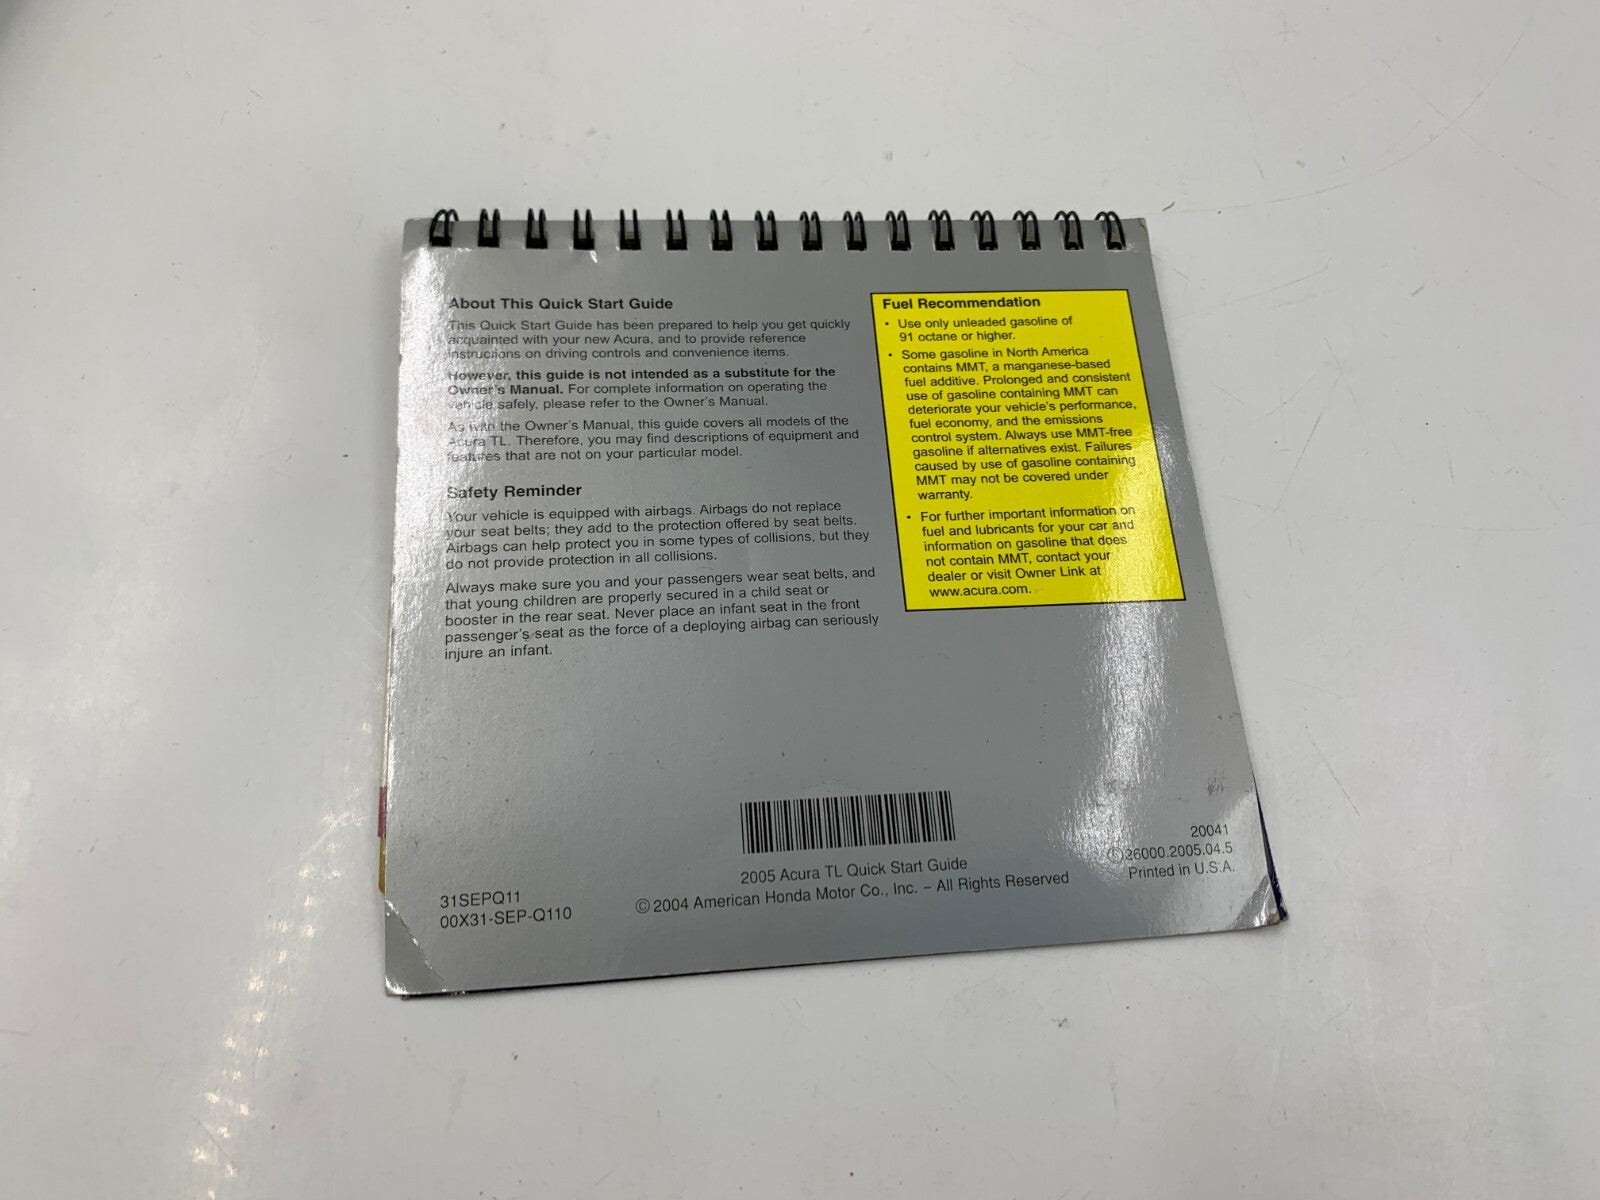 About This Quick Start Guide
This Quick Start Guide has been prepared to help you get quickly
acquainted with your new Acura, and to provide reference
instructions on driving controls and convenience items.
However, this guide is not intended as a substitute for the
Owner's Manual. For complete information on operating the
vehicle safely, please refer to the Owner's Manual.
As with the Owner's Manual, this guide covers all models of the
Acura TL. Therefore, you may find descriptions of equipment and
features that are not on your particular model.
Safety Reminder
Your vehicle is equipped with airbags. Airbags do not replace
your seat belts; they add to the protection offered by seat belts.
Airbags can help protect you in some types of collisions, but they
do not provide protection in all collisions.
Always make sure you and your passengers wear seat belts, and
that young children are properly secured in a child seat or
booster in the rear seat. Never place an infant seat in the front
passenger's seat as the force of a deploying airbag can seriously
injure an infant.
Fuel Recommendation
• Use only unleaded gasoline of
91 octane or higher.
• Some gasoline in North America
contains MMT, a manganese-based
fuel additive. Prolonged and consistent
use of gasoline containing MMT can
deteriorate your vehicle's performance,
fuel economy, and the emissions
control system. Always use MMT-free
gasoline if alternatives exist. Failures
caused by use of gasoline containing
MMT may not be covered under
warranty.
• For further important information on
fuel and lubricants for your car and
information on gasoline that does
not contain MMT, contact your
dealer or visit Owner Link at
www.acura.com.
31SEPQ11
00X31-SEP-Q110
2005 Acura TL Quick Start Guide
© 2004 American Honda Motor Co., Inc. – All Rights Reserved
20041
26000.2005.04.5
Printed in U.S.A.